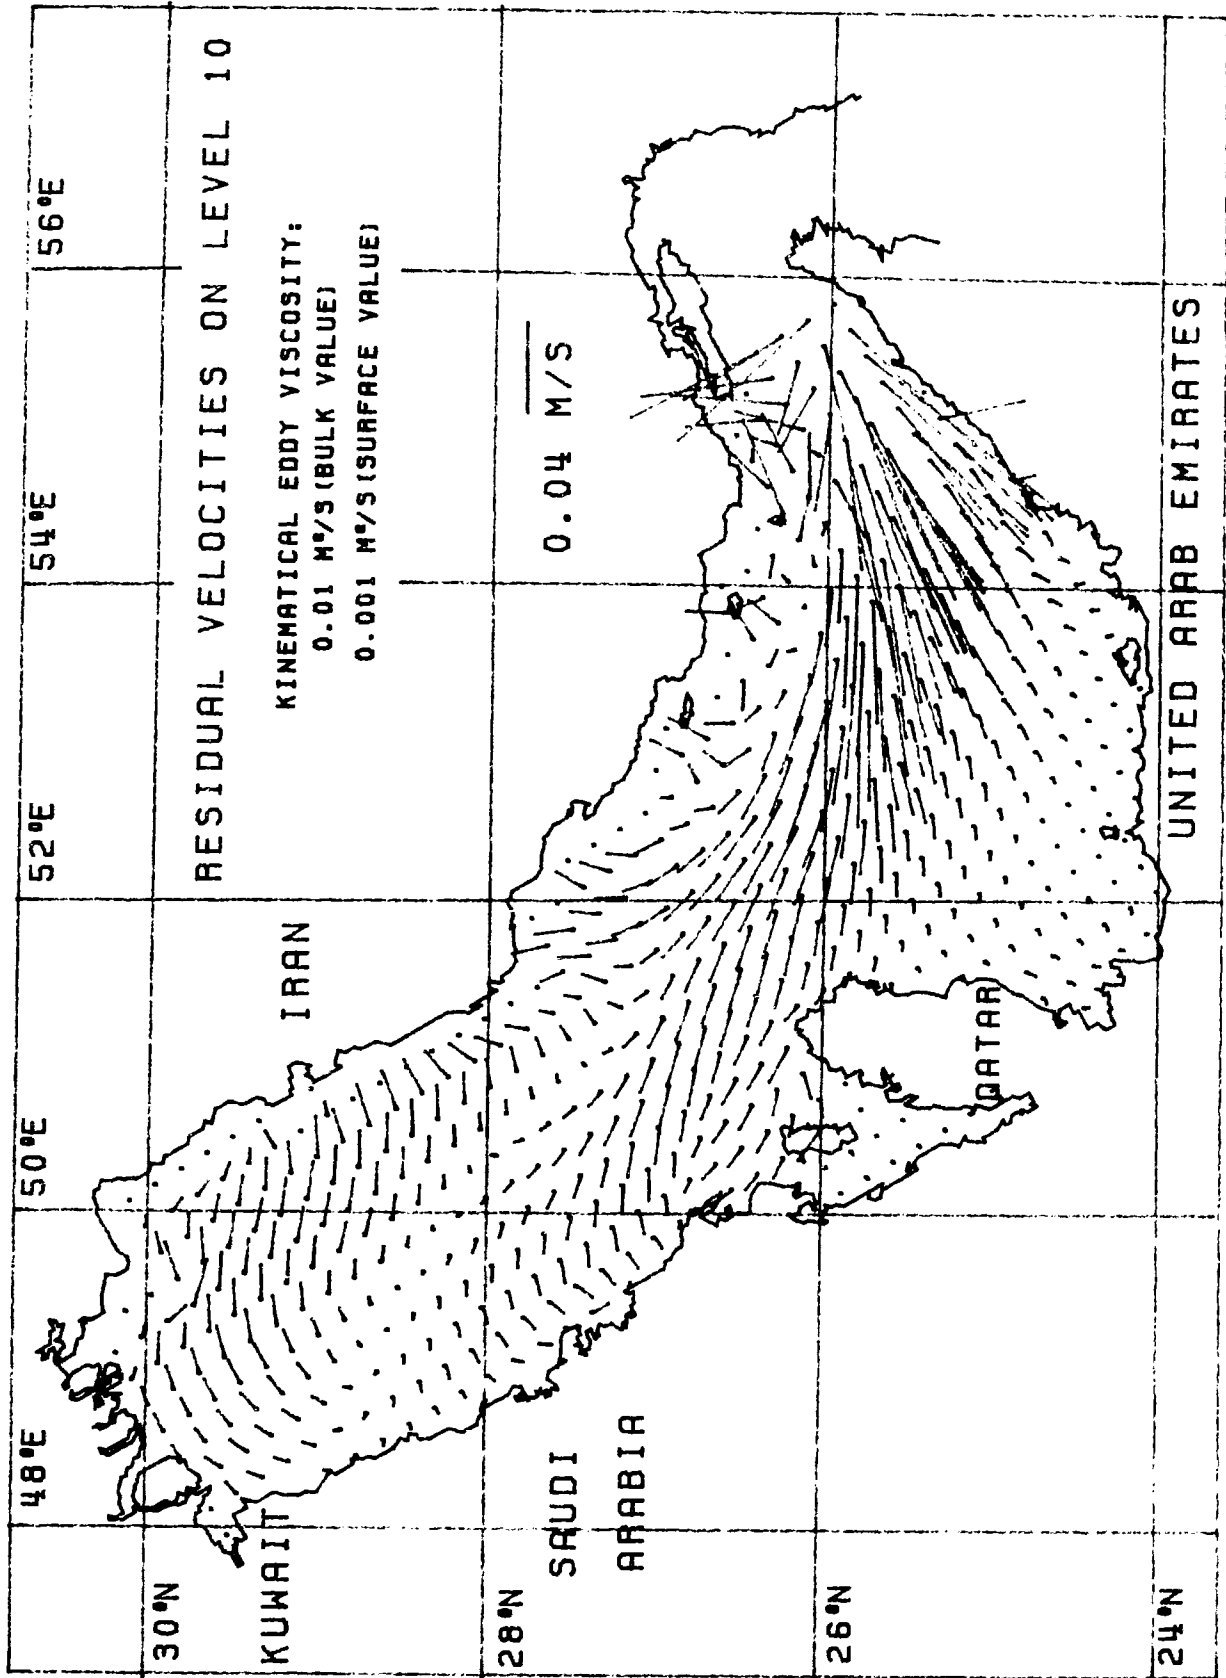 48°E
50°E
52°E
54°E
56°E
30°N
28°N
26°N
24°N
RESIDUAL VELOCITIES ON LEVEL 10
KINEMATICAL EDDY VISCOSITY:
0.01 M²/S(BULK VALUE)
0.001 M²/S(SURFACE VALUE)
0.04 M/S
IRAN
KUWAIT
SAUDI
ARABIA
QATAR
UNITED ARAB EMIRATES